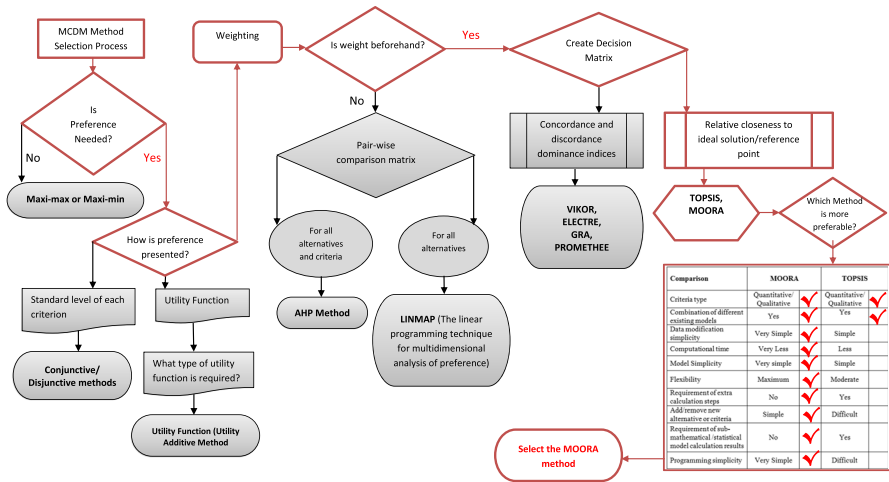 MCDM Method
Selection Process
Is
Preference
Needed?
No
Yes
Maxi-max or Maxi-min
How is preference
presented?
Standard level of each
criterion
Conjunctive/
Disjunctive methods
Utility Function
What type of utility
function is required?
Utility Function (Utility
Additive Method
Weighting
Is weight beforehand?
Yes
No
Pair-wise
comparison matrix
For all
alternatives
and criteria
AHP Method
For all
alternatives
LINMAP (The linear
programming technique
for multidimensional
analysis of preference)
Create Decision
Matrix
Concordance and
discordance
dominance indices
VIKOR,
ELECTRE,
GRA,
PROMETHEE
Relative closeness to
ideal solution/reference
point
TOPSIS,
MOORA
Which Method
is more
preferable?
Comparison MOORA TOPSIS
Criteria type Quantitative/ Qualitative Quantitative/ Qualitative
Combination of different existing models Yes Yes
Data modification simplicity Very Simple Simple
Computational time Very Less Less
Model Simplicity Very simple Simple
Flexibility Maximum Moderate
Requirement of extra calculation steps No Yes
Add/remove new alternative or criteria Simple Difficult
Requirement of sub-mathematical/statistical model calculation results No Yes
Programming simplicity Very Simple Difficult
Select the MOORA
method